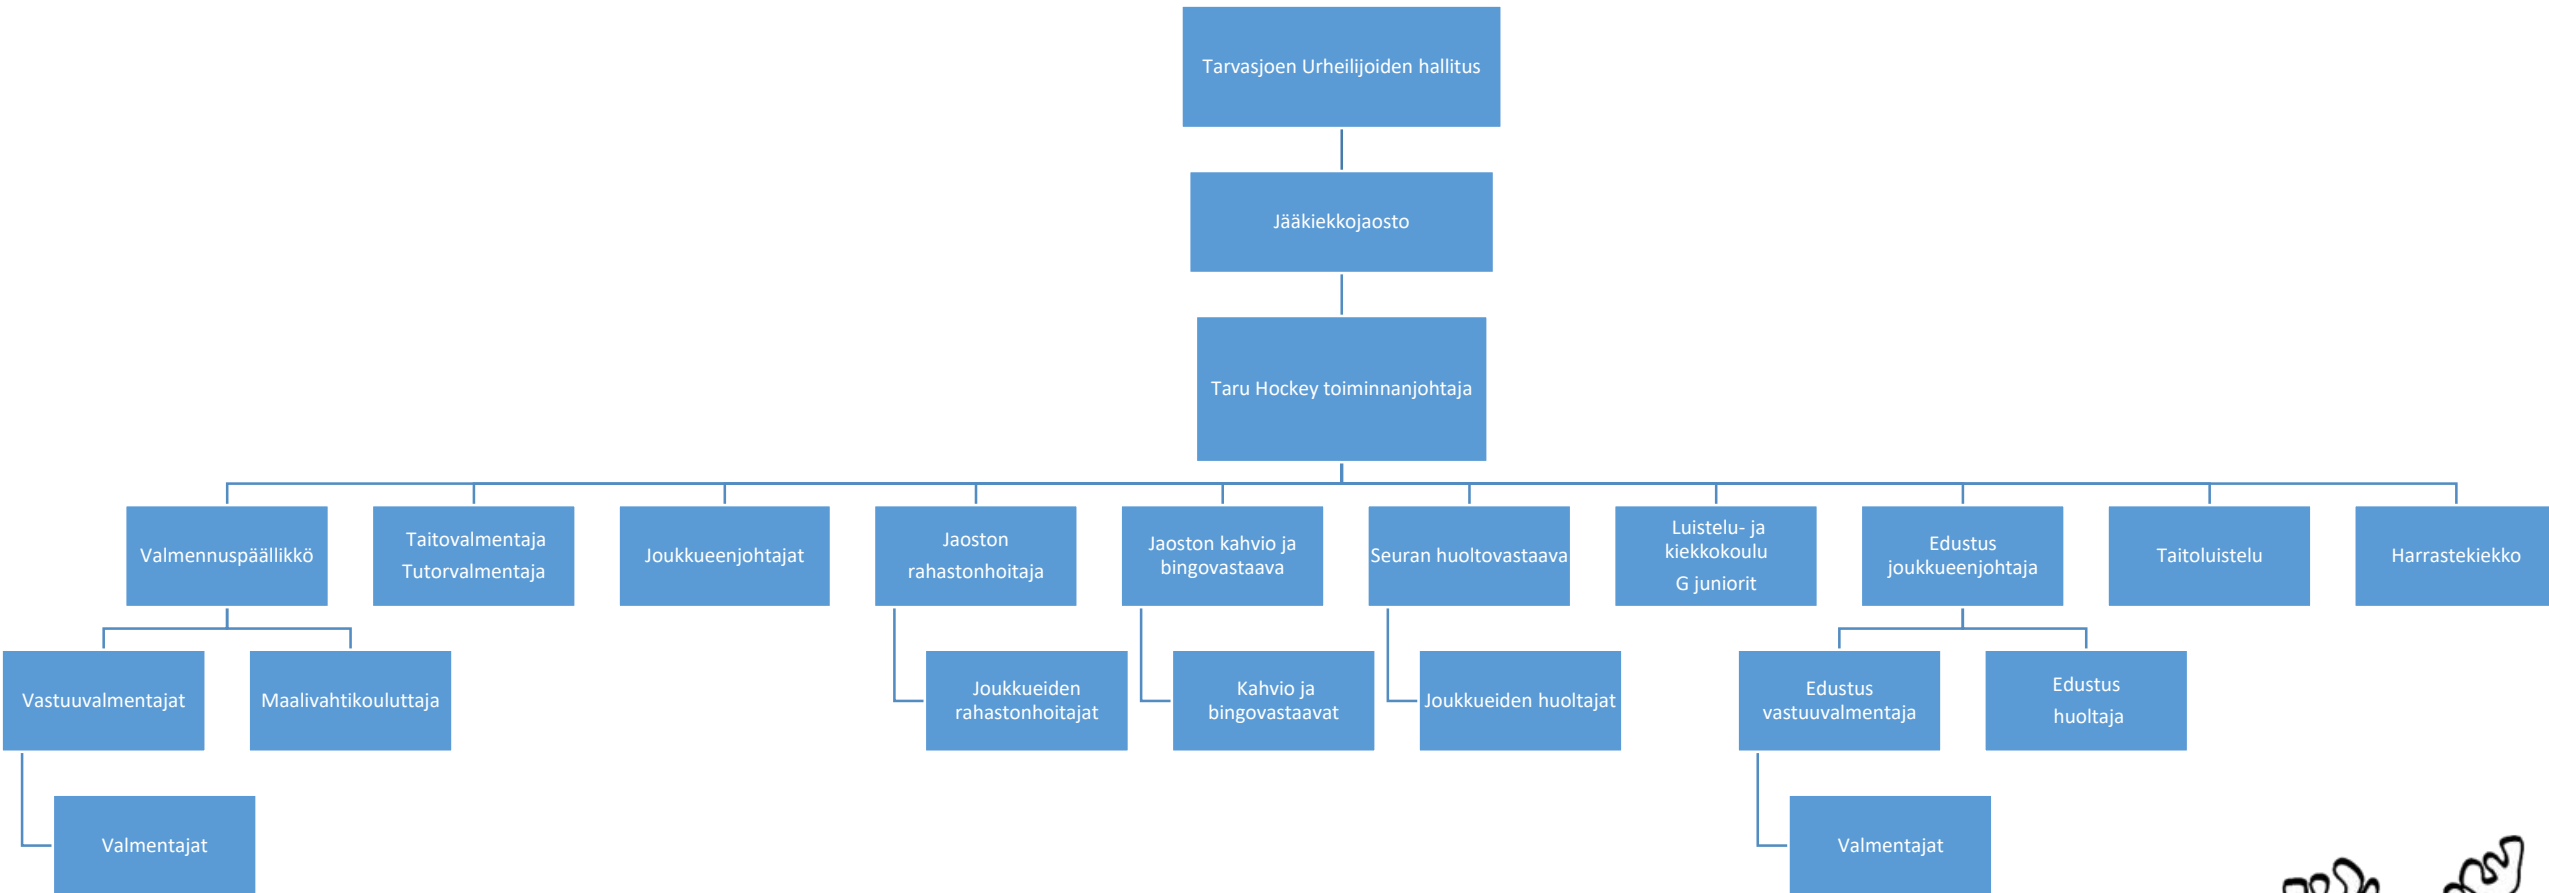 Tarvasjoen Urheilijoiden hallitus
Jääkiekkojaosto
Taru Hockey toiminnanjohtaja
Valmennuspäällikkö
Taitovalmentaja
Tutorvalmentaja
Joukkueenjohtajat
Jaoston
rahastonhoitaja
Jaoston kahvio ja
bingovastaava
Seuran huoltovastaava
Luistelu- ja
kiekkokoulu
G juniorit
Edustus
joukkueenjohtaja
Taitoluistelu
Harrastekiekko
Vastuuvalmentajat
Maalivahtikouluttaja
Joukkueiden
rahastonhoitajat
Kahvio ja
bingovastaavat
Joukkueiden huoltajat
Edustus
vastuuvalmentaja
Edustus
huoltaja
Valmentajat
Valmentajat